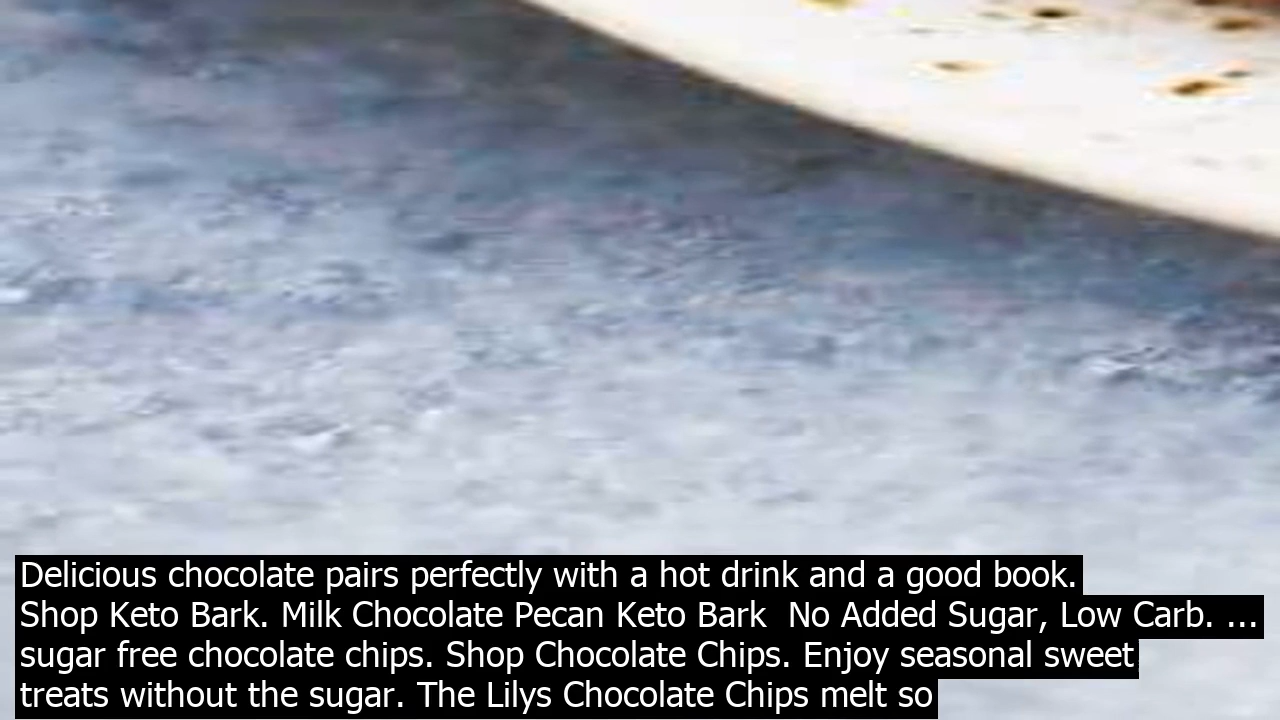 Delicious chocolate pairs perfectly with a hot drink and a good book.
Shop Keto Bark. Milk Chocolate Pecan Keto Bark  No Added Sugar, Low Carb. ...
sugar free chocolate chips. Shop Chocolate Chips. Enjoy seasonal sweet
treats without the sugar. The Lilys Chocolate Chips melt so